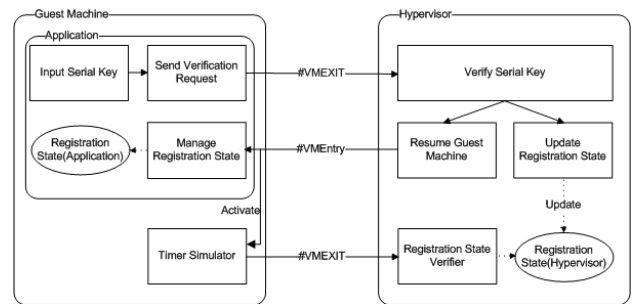 Guest Machine
Hypervisor
Application
Input Serial Key
Send Verification
Request
#VMEXIT
Verify Serial Key
Registration
State(Application)
Manage
Registration State
#VMEntry
Resume Guest
Machine
Update
Registration State
Activate
Update
Timer Simulator
#VMEXIT
Registration State
Verifier
Registration
State(Hypervisor)